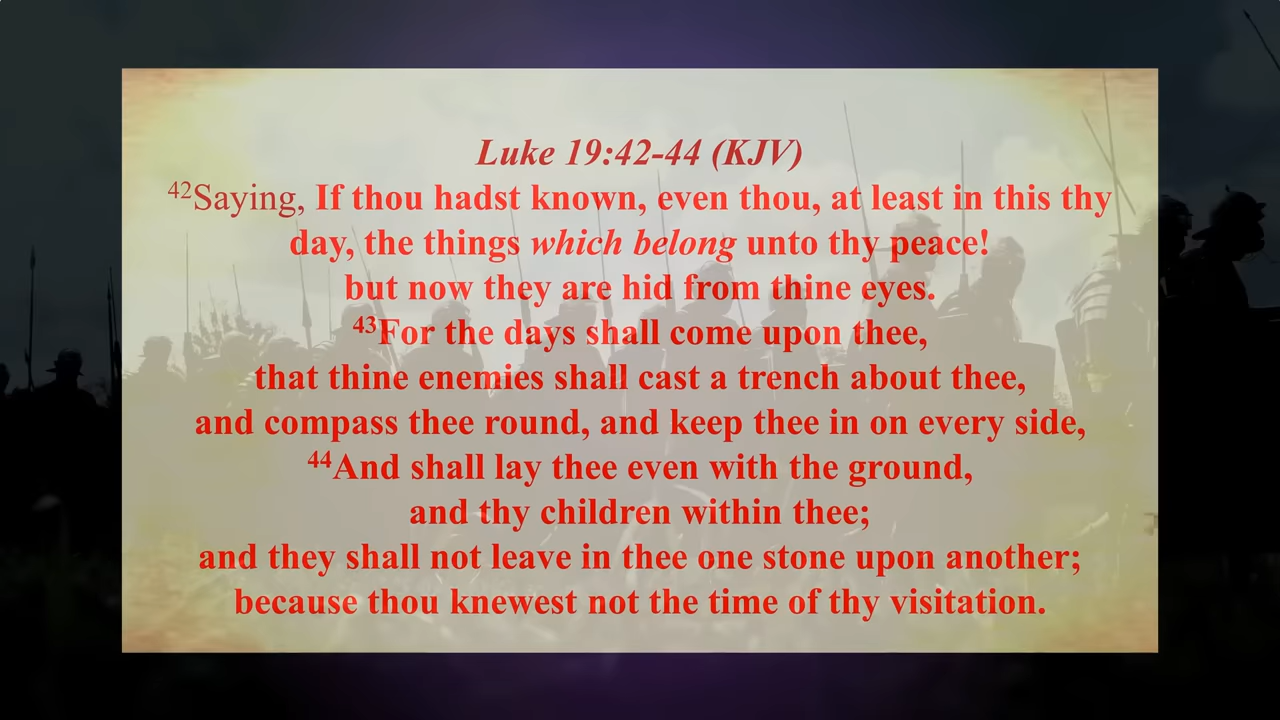 Luke 19:42-44 (KJV)
42Saying, If thou hadst known, even thou, at least in this thy
day, the things which belong unto thy peace!
but now they are hid from thine eyes.
43For the days shall come upon thee,
that thine enemies shall cast a trench about thee,
and compass thee round, and keep thee in on every side,
44And shall lay thee even with the ground,
and thy children within thee;
and they shall not leave in thee one stone upon another;
because thou knewest not the time of thy visitation.